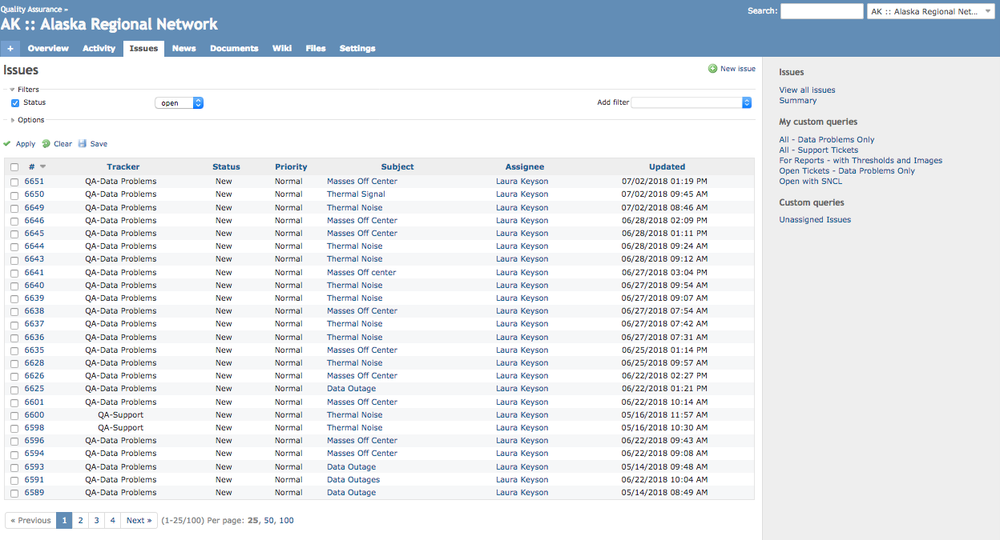 Quality Assurance »
AK :: Alaska Regional Network
Search:
AK :: Alaska Regional Net...
+ Overview Activity Issues News Documents Wiki Files Settings
Issues
New issue
Filters
Status open Add filter
Options
Apply Clear Save
# Tracker Status Priority Subject Assignee Updated
6651 QA-Data Problems New Normal Masses Off Center Laura Keyson 07/02/2018 01:19 PM
6650 QA-Data Problems New Normal Thermal Signal Laura Keyson 07/02/2018 09:45 AM
6649 QA-Data Problems New Normal Thermal Noise Laura Keyson 07/02/2018 08:46 AM
6646 QA-Data Problems New Normal Masses Off Center Laura Keyson 06/28/2018 02:09 PM
6645 QA-Data Problems New Normal Masses Off Center Laura Keyson 06/28/2018 01:11 PM
6644 QA-Data Problems New Normal Thermal Noise Laura Keyson 06/28/2018 09:24 AM
6643 QA-Data Problems New Normal Thermal Noise Laura Keyson 06/28/2018 09:12 AM
6641 QA-Data Problems New Normal Masses Off center Laura Keyson 06/27/2018 03:04 PM
6640 QA-Data Problems New Normal Thermal Noise Laura Keyson 06/27/2018 09:54 AM
6639 QA-Data Problems New Normal Thermal Noise Laura Keyson 06/27/2018 09:07 AM
6638 QA-Data Problems New Normal Masses Off Center Laura Keyson 06/27/2018 07:54 AM
6637 QA-Data Problems New Normal Thermal Noise Laura Keyson 06/27/2018 07:42 AM
6636 QA-Data Problems New Normal Thermal Noise Laura Keyson 06/27/2018 07:31 AM
6635 QA-Data Problems New Normal Masses Off Center Laura Keyson 06/25/2018 01:14 PM
6628 QA-Data Problems New Normal Thermal Noise Laura Keyson 06/25/2018 09:57 AM
6626 QA-Data Problems New Normal Masses Off Center Laura Keyson 06/22/2018 02:27 PM
6625 QA-Data Problems New Normal Data Outage Laura Keyson 06/22/2018 01:21 PM
6601 QA-Data Problems New Normal Masses Off Center Laura Keyson 06/22/2018 10:14 AM
6600 QA-Support New Normal Thermal Noise Laura Keyson 05/16/2018 11:57 AM
6598 QA-Support New Normal Thermal Noise Laura Keyson 05/16/2018 10:30 AM
6596 QA-Data Problems New Normal Masses Off Center Laura Keyson 06/22/2018 09:43 AM
6594 QA-Data Problems New Normal Masses Off Center Laura Keyson 06/22/2018 09:08 AM
6593 QA-Data Problems New Normal Data Outage Laura Keyson 05/14/2018 09:48 AM
6591 QA-Data Problems New Normal Data Outages Laura Keyson 06/22/2018 10:04 AM
6589 QA-Data Problems New Normal Data Outage Laura Keyson 05/14/2018 08:49 AM
« Previous 1 2 3 4 Next » (1-25/100) Per page: 25, 50, 100
Issues
View all issues
Summary
My custom queries
All - Data Problems Only
All - Support Tickets
For Reports - with Thresholds and Images
Open Tickets - Data Problems Only
Open with SNCL
Custom queries
Unassigned Issues